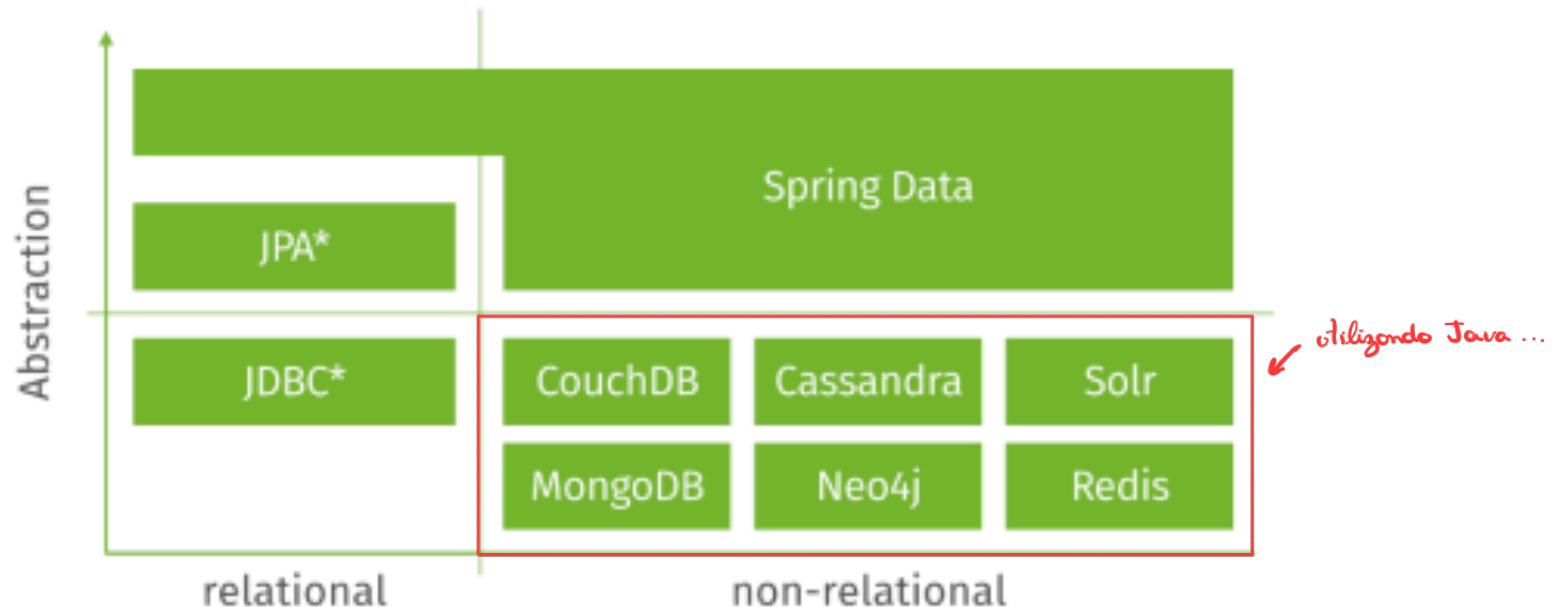 Abstraction
Spring Data
JPA*
JDBC*
CouchDB
Cassandra
Solr
MongoDB
Neo4j
Redis
relational
non-relational
utilizando Java ...